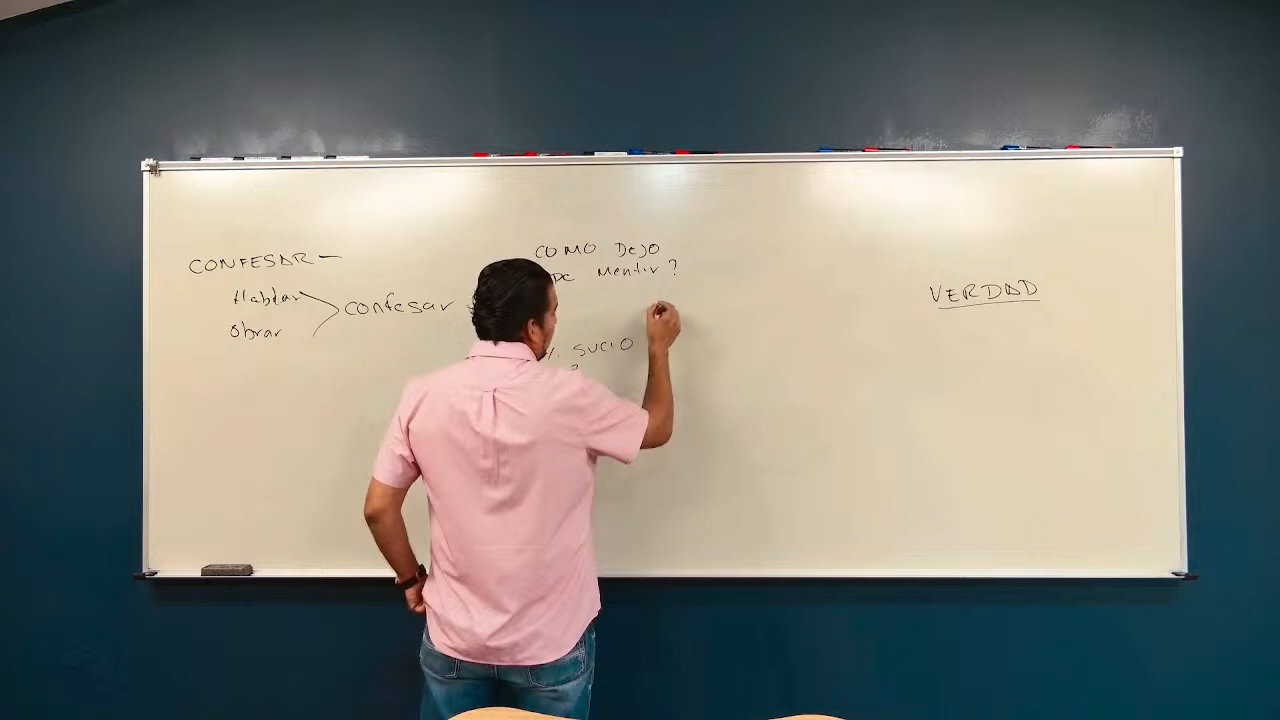 CONFESAR –
Hablar
Obrar
confesar
COMO DEJO
DE Mentir?
SUCIO
?
VERDAD